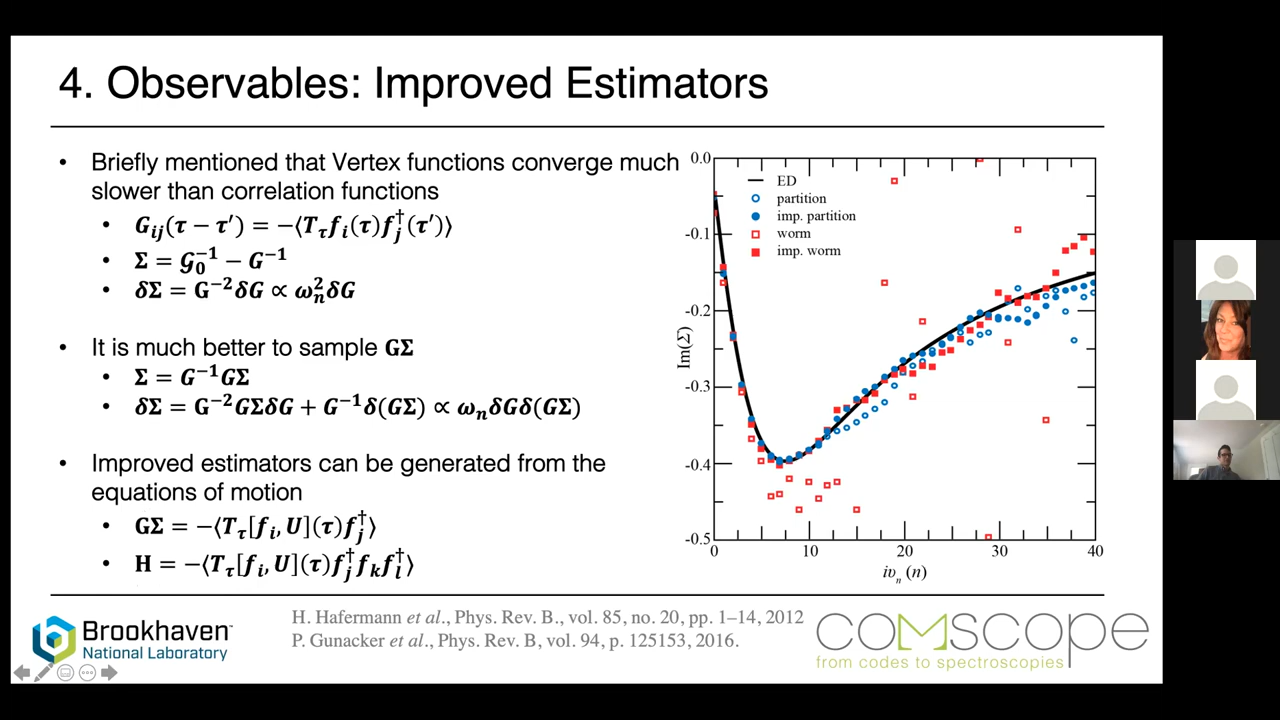 4. Observables: Improved Estimators
• Briefly mentioned that Vertex functions converge much
slower than correlation functions
• G_ij(τ − τ′) = −⟨T_τ f_i(τ) f_j^†(τ′)⟩
• Σ = 𝒢_0^−1 − G^−1
• δΣ = G^−2 δG ∝ ω_n^2 δG
• It is much better to sample GΣ
• Σ = G^−1 GΣ
• δΣ = G^−2 GΣδG + G^−1 δ(GΣ) ∝ ω_n δGδ(GΣ)
• Improved estimators can be generated from the
equations of motion
• GΣ = −⟨T_τ[f_i, U](τ) f_j^†⟩
• H = −⟨T_τ[f_i, U](τ) f_j^† f_k f_l^†⟩
0.0
-0.1
-0.2
-0.3
-0.4
-0.5
Im(Σ)
ED
partition
imp. partition
worm
imp. worm
0 10 20 30 40
iν_n (n)
H. Hafermann et al., Phys. Rev. B., vol. 85, no. 20, pp. 1–14, 2012
P. Gunacker et al., Phys. Rev. B, vol. 94, p. 125153, 2016.
Brookhaven™
National Laboratory
comscope
from codes to spectroscopies